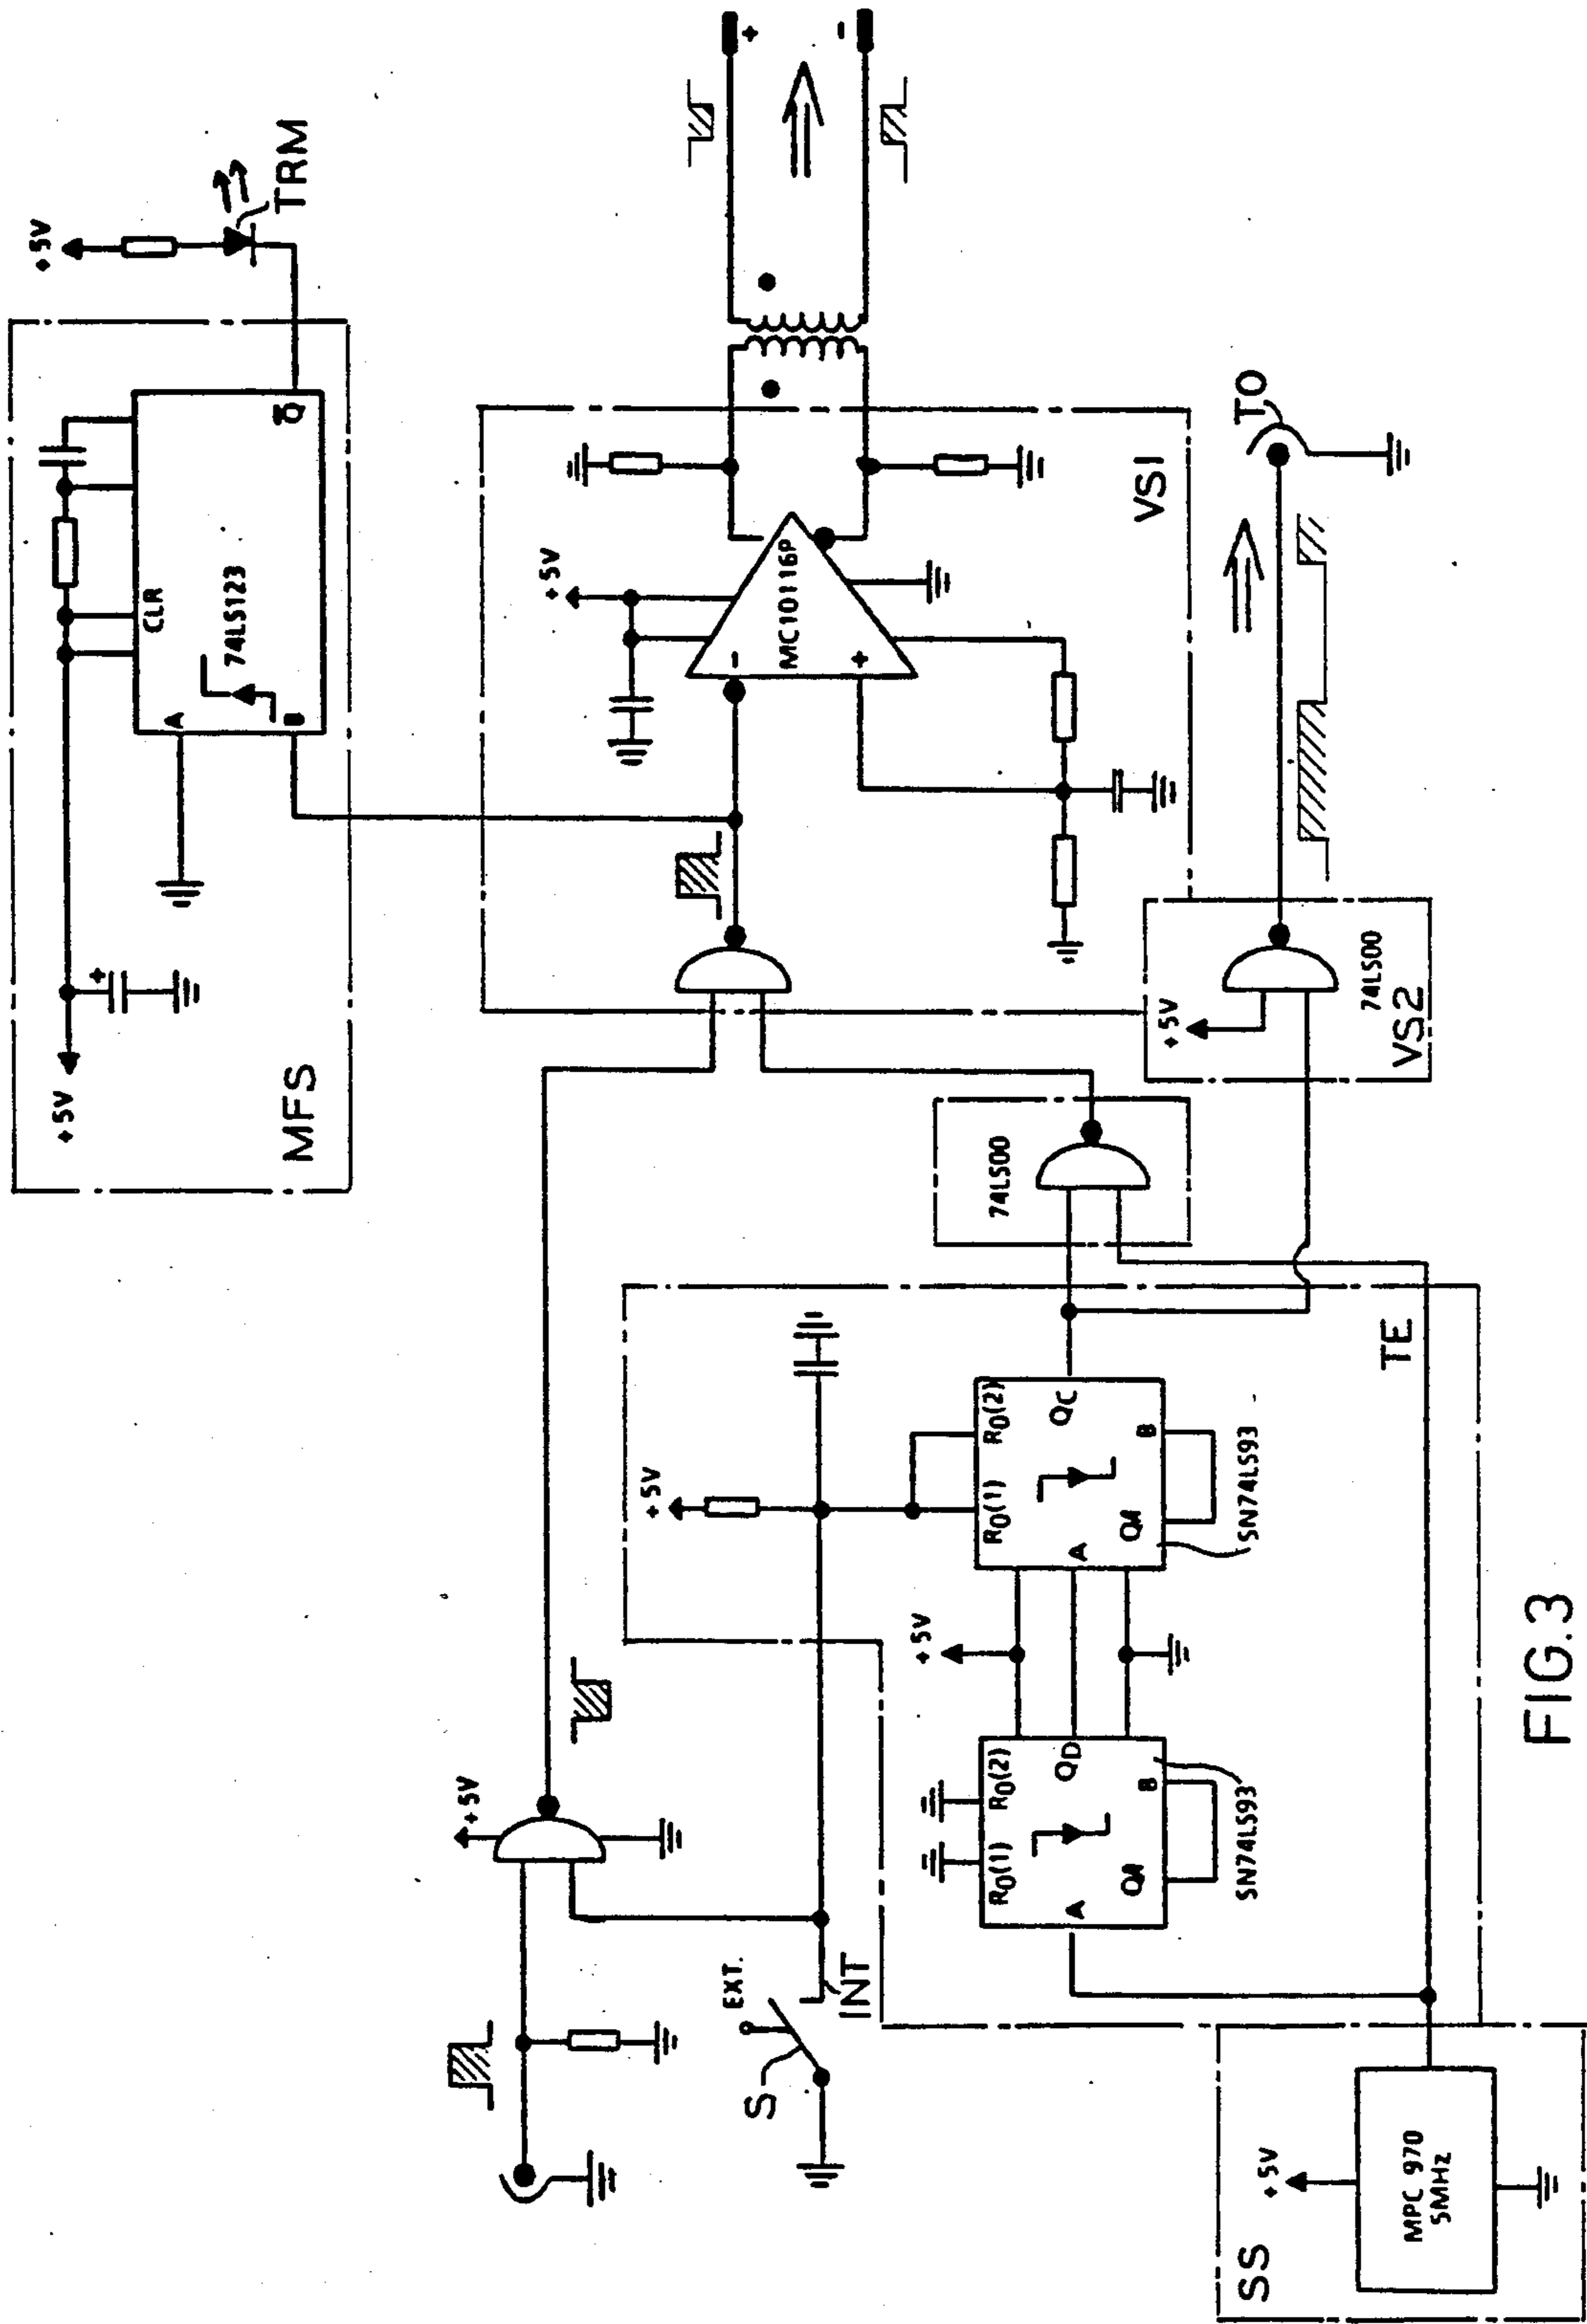 +5V
MFS
CLR
74LS123
A
B
Q̅
+5V
TRM
+5V
MC10116P
-
+
VS1
+
-
+5V
EXT.
S
INT
+5V
74LS00
+5V
74LS00
VS2
TO
R0(1)
R0(2)
A
QD
QA
B
SN74LS93
+5V
R0(1)
R0(2)
A
QC
QA
B
SN74LS93
TE
SS
+5V
MPC 970
5MHz
FIG.3